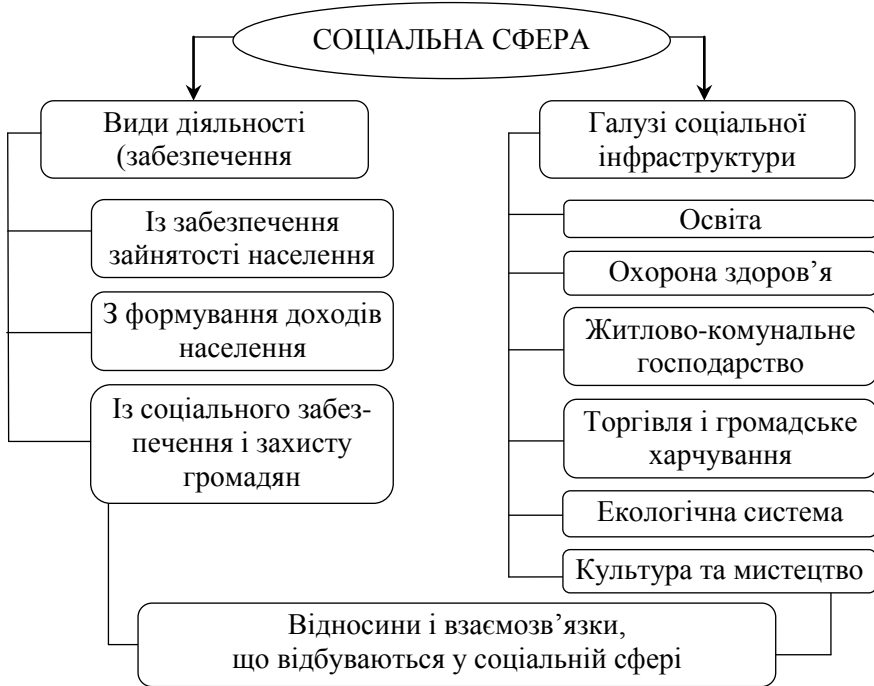 СОЦІАЛЬНА СФЕРА
Види діяльності
(забезпечення
Із забезпечення
зайнятості населення
З формування доходів
населення
Із соціального забез-
печення і захисту
громадян
Галузі соціальної
інфраструктури
Освіта
Охорона здоров’я
Житлово-комунальне
господарство
Торгівля і громадське
харчування
Екологічна система
Культура та мистецтво
Відносини і взаємозв’язки,
що відбуваються у соціальній сфері